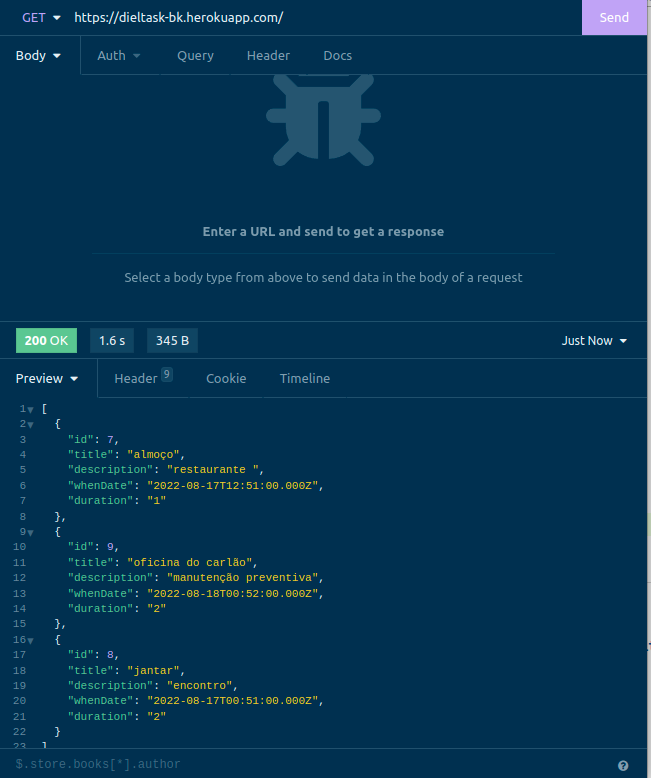 GET https://dieltask-bk.herokuapp.com/ Send
Body Auth Query Header Docs
Enter a URL and send to get a response
Select a body type from above to send data in the body of a request
200 OK 1.6 s 345 B Just Now
Preview Header 9 Cookie Timeline
1 [
2 {
3 "id": 7,
4 "title": "almoço",
5 "description": "restaurante ",
6 "whenDate": "2022-08-17T12:51:00.000Z",
7 "duration": "1"
8 },
9 {
10 "id": 9,
11 "title": "oficina do carlão",
12 "description": "manutenção preventiva",
13 "whenDate": "2022-08-18T00:52:00.000Z",
14 "duration": "2"
15 },
16 {
17 "id": 8,
18 "title": "jantar",
19 "description": "encontro",
20 "whenDate": "2022-08-17T00:51:00.000Z",
21 "duration": "2"
22 }
23 ]
$.store.books[*].author